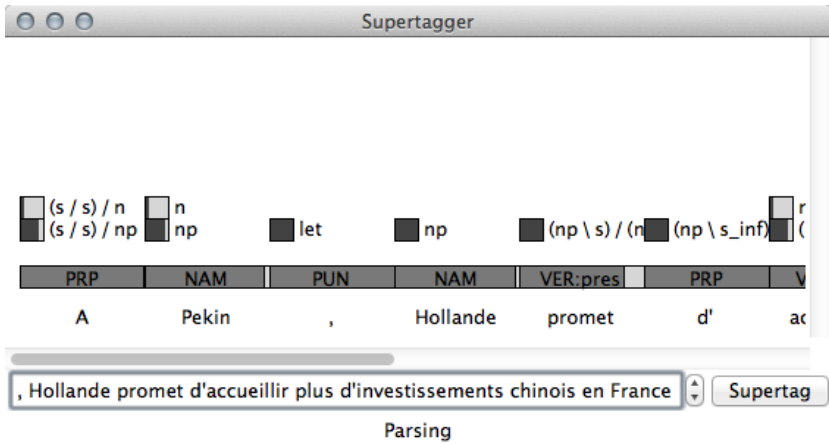 Supertagger
(s / s) / n n r
(s / s) / np np let np (np \ s) / (n (np \ s_inf) (
PRP NAM PUN NAM VER:pres PRP V
A Pekin , Hollande promet d' ac
, Hollande promet d'accueillir plus d'investissements chinois en France Supertag
Parsing